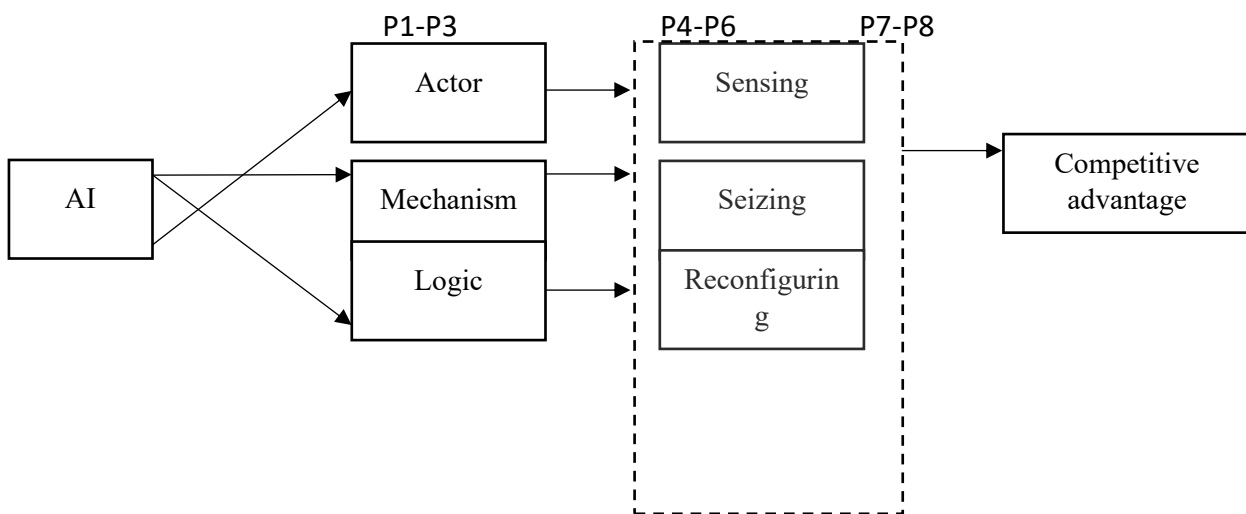 P1-P3
P4-P6
P7-P8
Actor
Sensing
AI
Mechanism
Seizing
Competitive
advantage
Logic
Reconfigurin
g